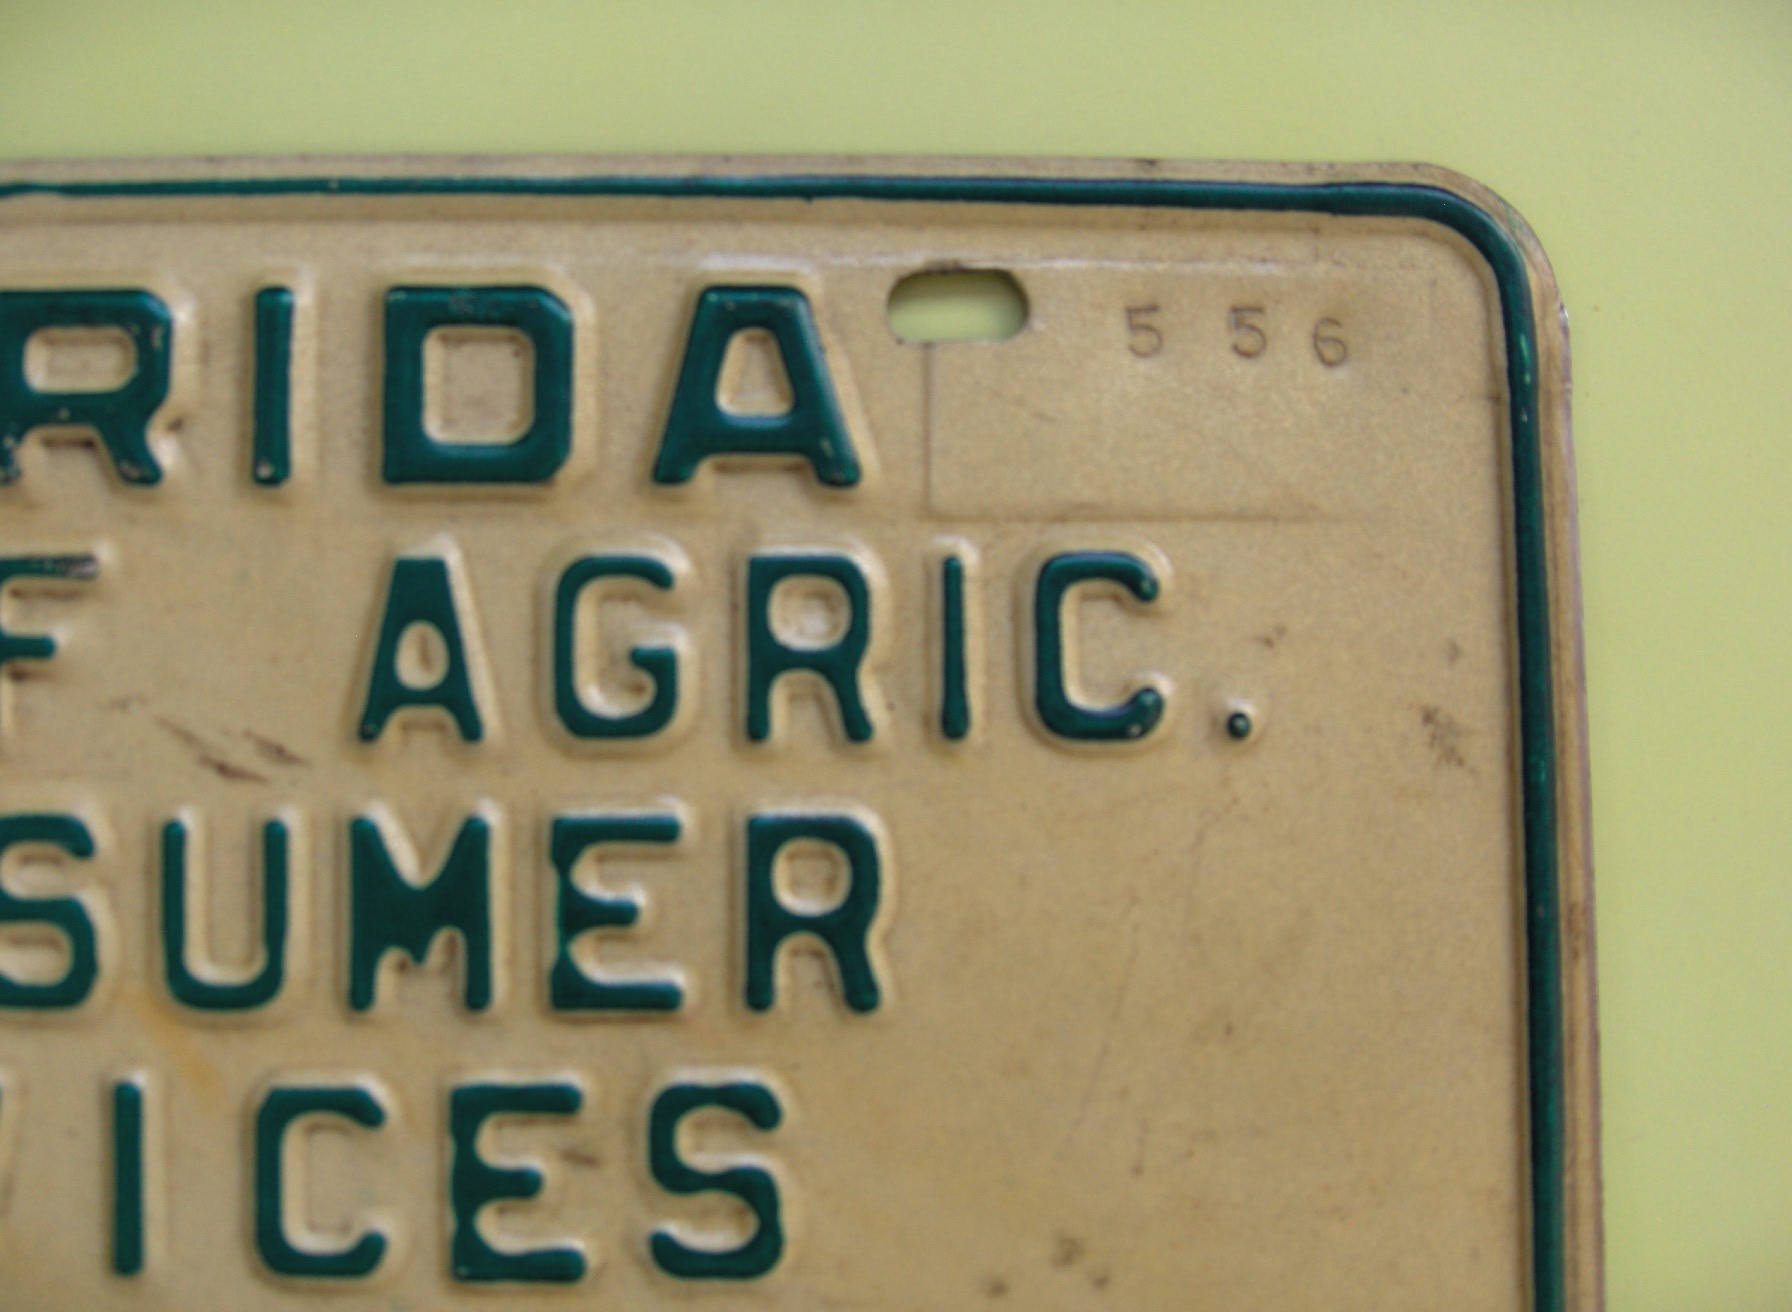 RIDA 556
F AGRIC.
SUMER
ICES